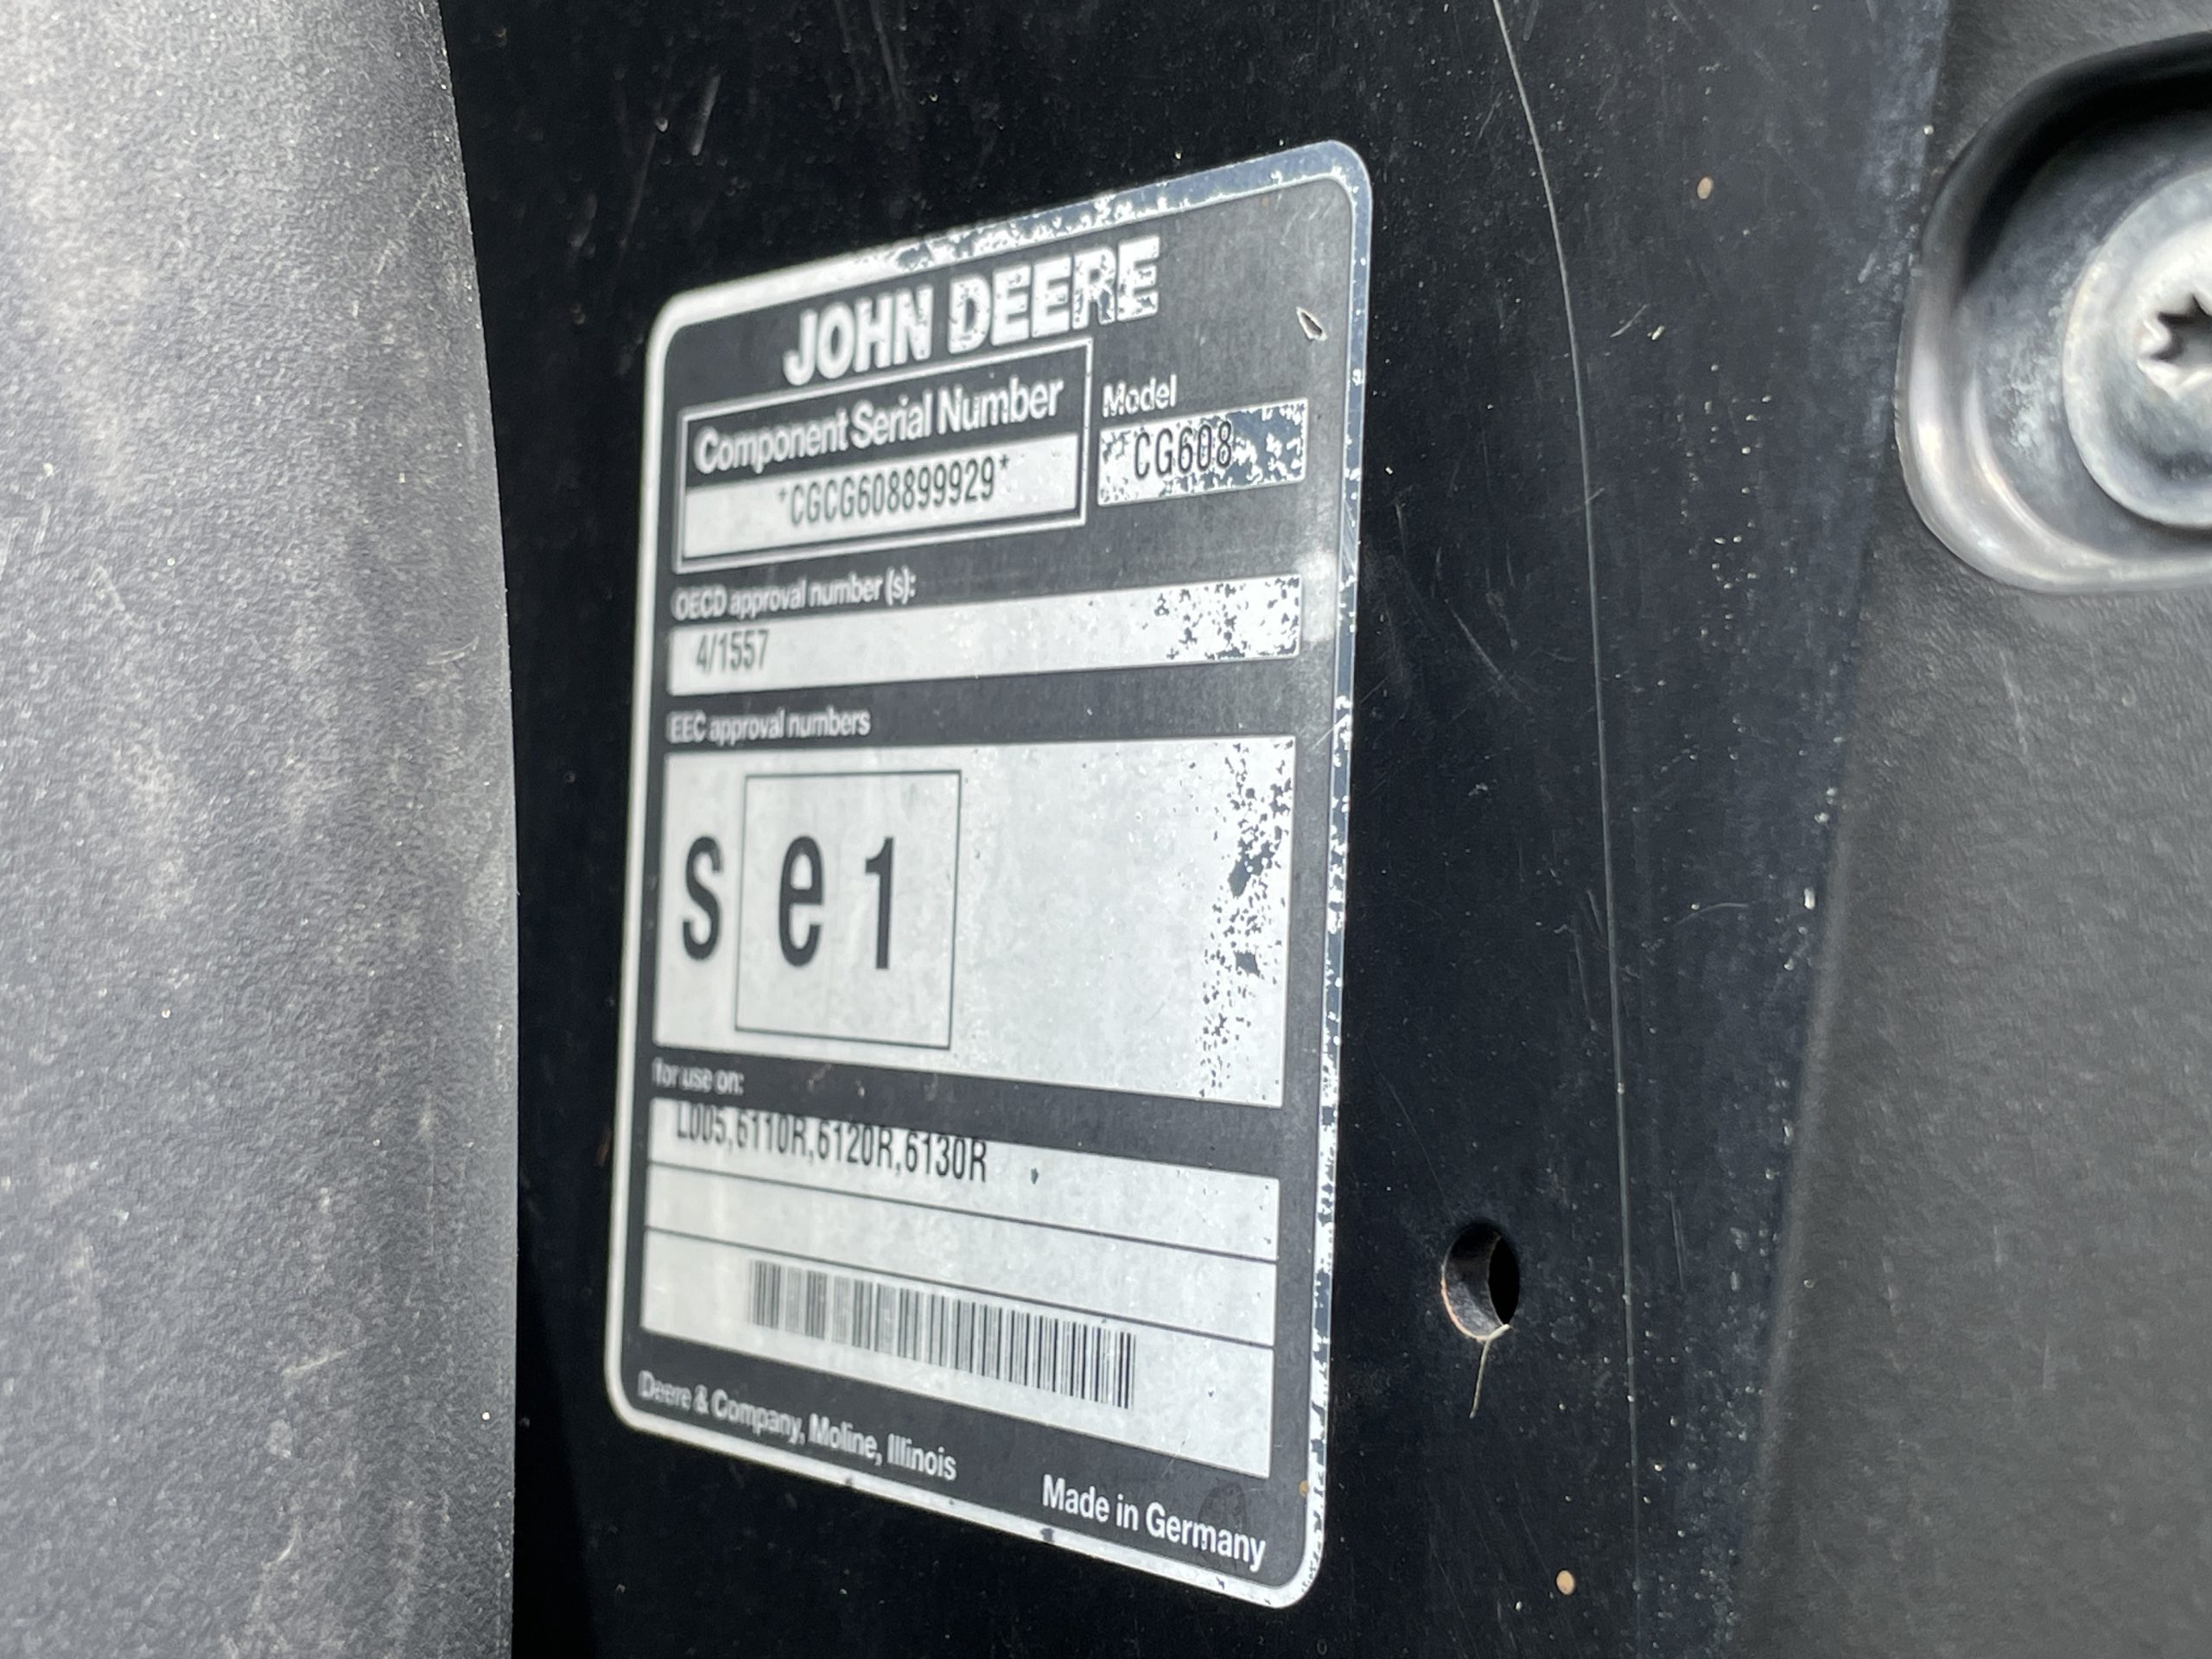 JOHN DEERE
Component Serial Number
*CGCG608899929*
Model
CG608
OECD approval number (s):
4/1557
EEC approval numbers
s e 1
for use on:
L005,6110R,6120R,6130R
Deere & Company, Moline, Illinois
Made in Germany